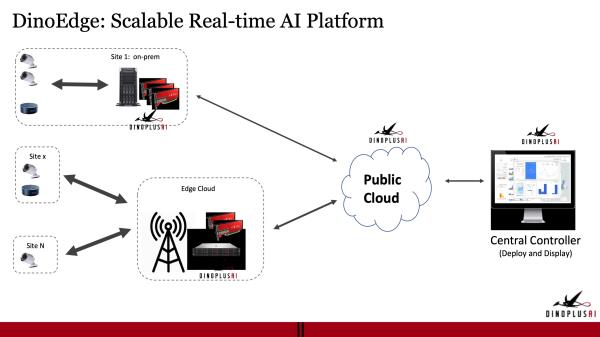 DinoEdge: Scalable Real-time AI Platform
Site 1: on-prem
DINOPLUSAI
DINOPLUSAI
DINOPLUSAI
Site x
Edge Cloud
Public
Cloud
Site N
DINOPLUSAI
Central Controller
(Deploy and Display)
DINOPLUSAI